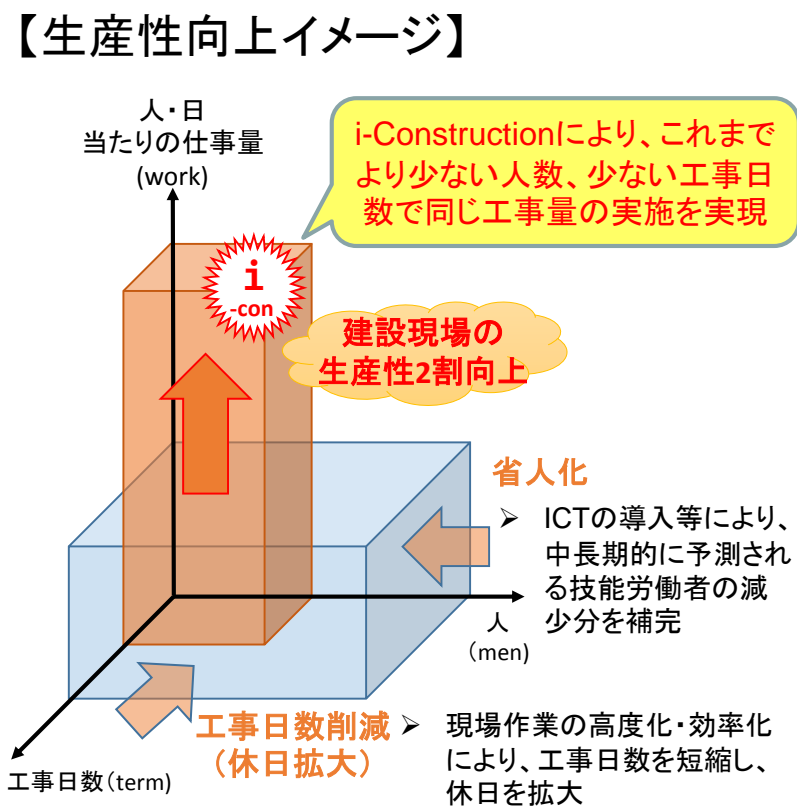 【生産性向上イメージ】
人・日
当たりの仕事量
(work)
i-Constructionにより、これまで
より少ない人数、少ない工事日
数で同じ工事量の実施を実現
i
-con
建設現場の
生産性2割向上
省人化
➢ ICTの導入等により、
中長期的に予測され
る技能労働者の減
少分を補完
人
（men)
工事日数削減
（休日拡大）
➢ 現場作業の高度化・効率化
により、工事日数を短縮し、
休日を拡大
工事日数（term)